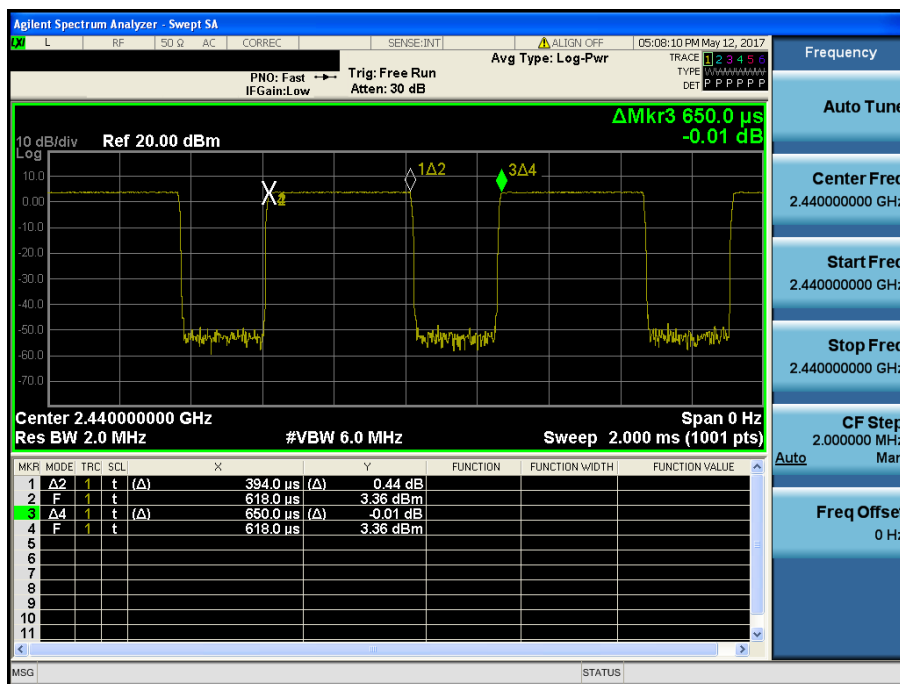 Agilent Spectrum Analyzer - Swept SA
LXI L RF 50 Ω AC CORREC SENSE:INT ALIGN OFF 05:08:10 PM May 12, 2017
Frequency
Avg Type: Log-Pwr
TRACE 1 2 3 4 5 6
PNO: Fast Trig: Free Run
TYPE WWWWWW
IFGain:Low Atten: 30 dB
DET P P P P P P
Auto Tune
ΔMkr3 650.0 µs
-0.01 dB
10 dB/div Ref 20.00 dBm
Log
10.0
0.00
-10.0
-20.0
-30.0
-40.0
-50.0
-60.0
-70.0
1Δ2
3Δ4
Center Freq
2.440000000 GHz
Start Freq
2.440000000 GHz
Stop Freq
2.440000000 GHz
Center 2.440000000 GHz Span 0 Hz
Res BW 2.0 MHz #VBW 6.0 MHz Sweep 2.000 ms (1001 pts)
CF Step
2.000000 MHz
Auto Man
MKR MODE TRC SCL X Y FUNCTION FUNCTION WIDTH FUNCTION VALUE
1 Δ2 1 t (Δ) 394.0 µs (Δ) 0.44 dB
2 F 1 t 618.0 µs 3.36 dBm
3 Δ4 1 t (Δ) 650.0 µs (Δ) -0.01 dB
4 F 1 t 618.0 µs 3.36 dBm
5
6
7
8
9
10
11
Freq Offset
0 Hz
MSG STATUS